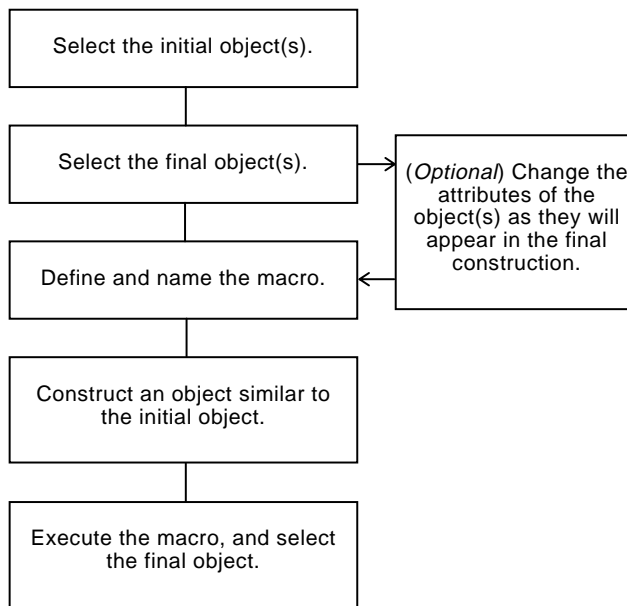 Select the initial object(s).
Select the final object(s).
(Optional) Change the
attributes of the
object(s) as they will
appear in the final
construction.
Define and name the macro.
Construct an object similar to
the initial object.
Execute the macro, and select
the final object.